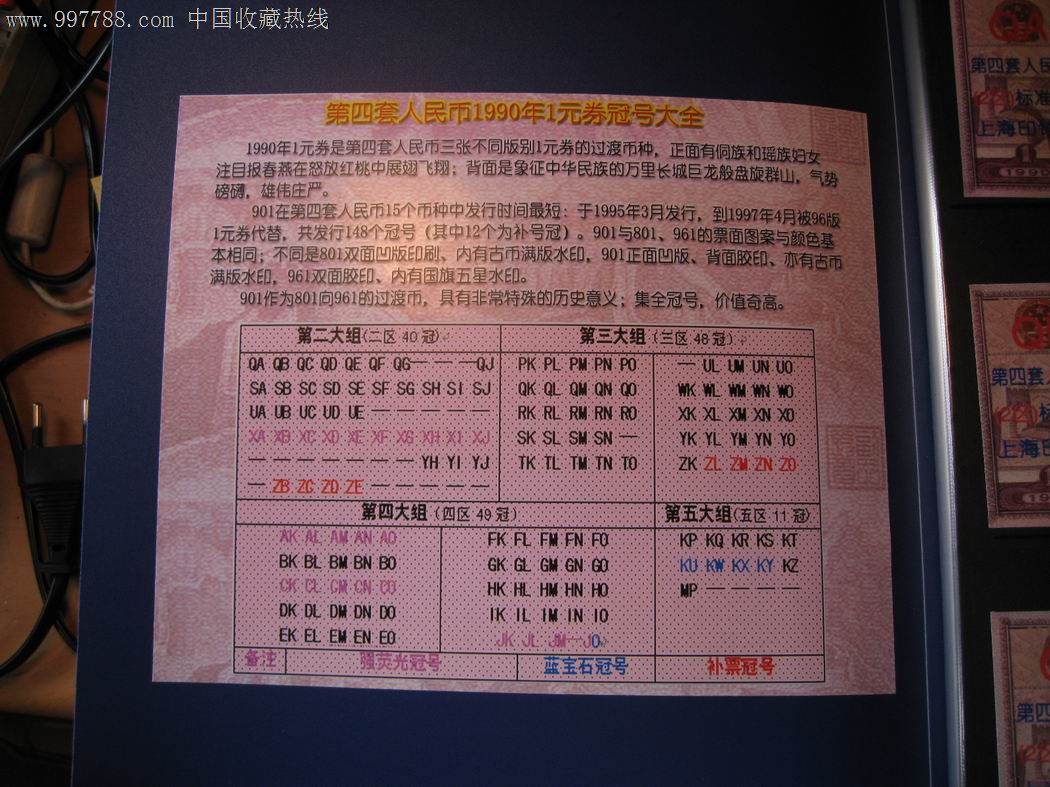 www.997788.com 中国收藏热线
第四套人民币1990年1元券冠号大全
1990年1元券是第四套人民币三张不同版别1元券的过渡币种，正面有侗族和瑶族妇女
注目报春燕在怒放红桃中展翅飞翔；背面是象征中华民族的万里长城巨龙般盘旋群山，气势
磅礴，雄伟庄严。
901在第四套人民币15个币种中发行时间最短：于1995年3月发行，到1997年4月被96版
1元券代替，共发行148个冠号（其中12个为补号冠）。901与801、961的票面图案与颜色基
本相同；不同是801双面凹版印刷、内有古币满版水印，901正面凹版、背面胶印、亦有古币
满版水印，961双面胶印、内有国旗五星水印。
901作为801向961的过渡币，具有非常特殊的历史意义；集全冠号，价值奇高。
第二大组(二区 40 冠)
QA QB QC QD QE QF QG— — —QJ
SA SB SC SD SE SF SG SH SI SJ
UA UB UC UD UE — — — — —
XA XB XC XD XE XF XG XH XI XJ
— — — — — — — YH YI YJ
— ZB ZC ZD ZE — — — — —
第三大组(三区 48 冠)
PK PL PM PN PO
QK QL QM QN QO
RK RL RM RN RO
SK SL SM SN —
TK TL TM TN TO
— UL UM UN UO
WK WL WM WN WO
XK XL XM XN XO
YK YL YM YN YO
ZK ZL ZM ZN ZO
第四大组(四区 49 冠)
AK AL AM AN AO
BK BL BM BN BO
CK CL CM CN CO
DK DL DM DN DO
EK EL EM EN EO
FK FL FM FN FO
GK GL GM GN GO
HK HL HM HN HO
IK IL IM IN IO
JK JL JM—JO
第五大组(五区 11 冠)
KP KQ KR KS KT
KU KW KX KY KZ
MP — — — —
备注 强荧光冠号 蓝宝石冠号 补票冠号
第四套人民
标准
上海印
1990
第四套人
上海印
第四
上海